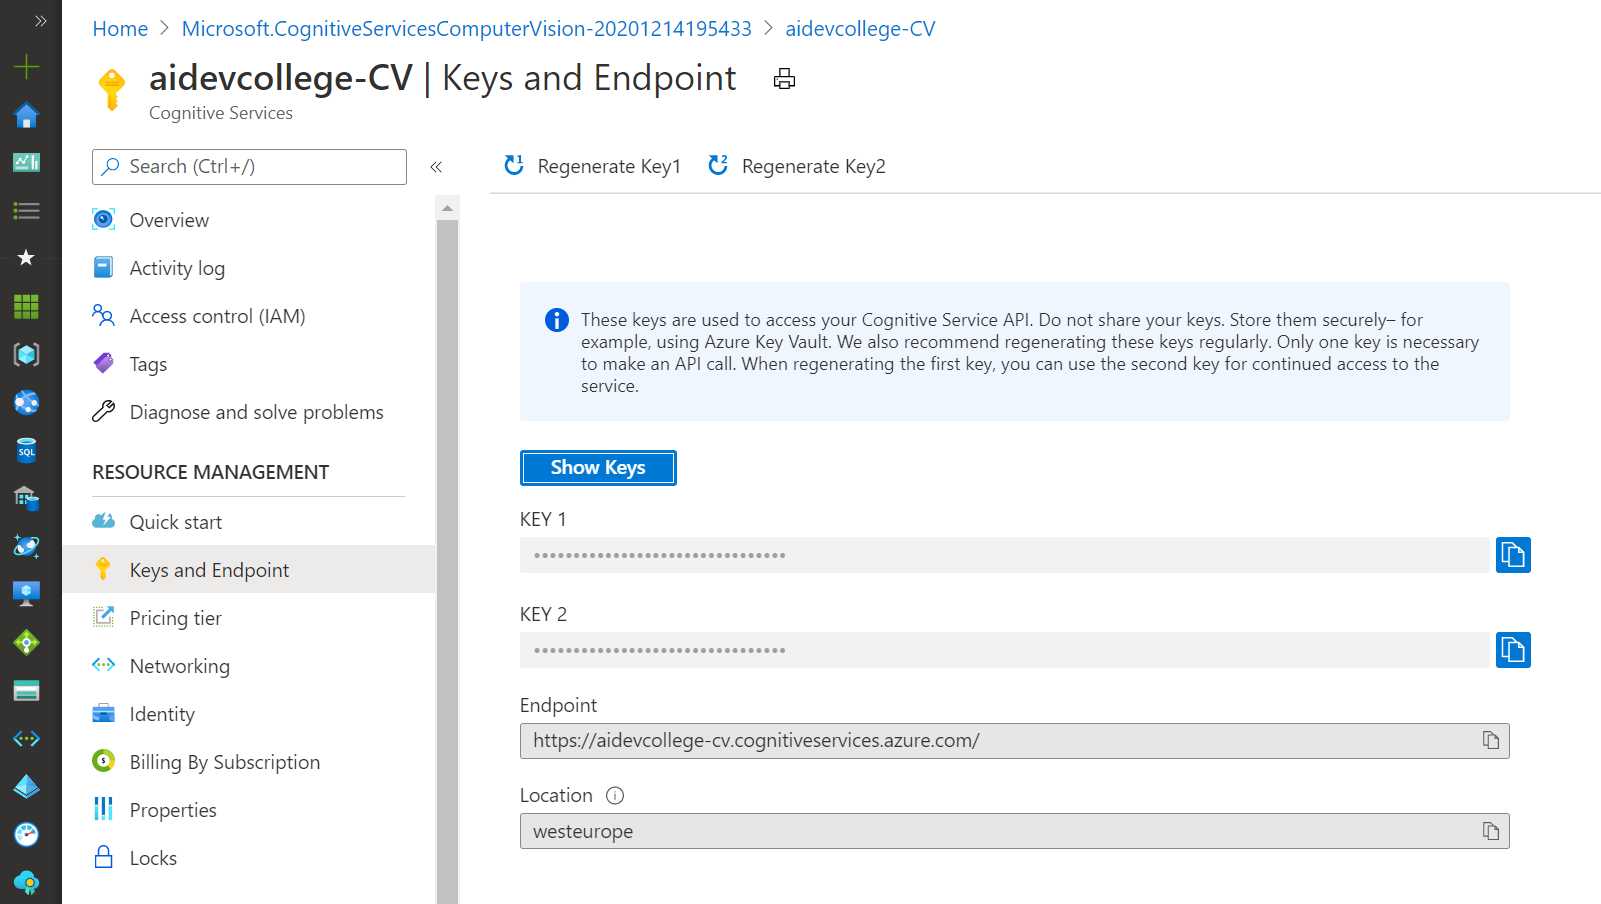 Home > Microsoft.CognitiveServicesComputerVision-20201214195433 > aidevcollege-CV
aidevcollege-CV | Keys and Endpoint
Cognitive Services
Search (Ctrl+/)
Overview
Activity log
Access control (IAM)
Tags
Diagnose and solve problems
RESOURCE MANAGEMENT
Quick start
Keys and Endpoint
Pricing tier
Networking
Identity
Billing By Subscription
Properties
Locks
Regenerate Key1 Regenerate Key2
These keys are used to access your Cognitive Service API. Do not share your keys. Store them securely– for
example, using Azure Key Vault. We also recommend regenerating these keys regularly. Only one key is necessary
to make an API call. When regenerating the first key, you can use the second key for continued access to the
service.
Show Keys
KEY 1
••••••••••••••••••••••••••••••••
KEY 2
••••••••••••••••••••••••••••••••
Endpoint
https://aidevcollege-cv.cognitiveservices.azure.com/
Location
westeurope